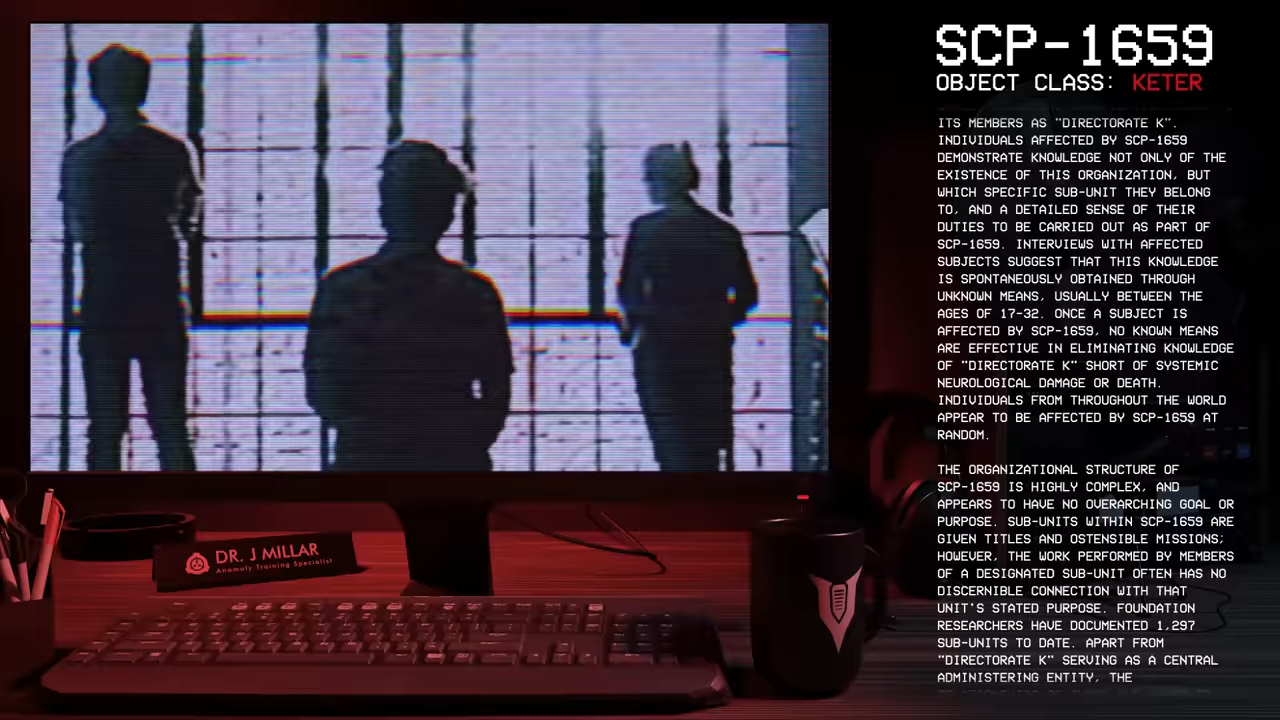 SCP-1659
OBJECT CLASS: KETER
ITS MEMBERS AS "DIRECTORATE K".
INDIVIDUALS AFFECTED BY SCP-1659
DEMONSTRATE KNOWLEDGE NOT ONLY OF THE
EXISTENCE OF THIS ORGANIZATION, BUT
WHICH SPECIFIC SUB-UNIT THEY BELONG
TO, AND A DETAILED SENSE OF THEIR
DUTIES TO BE CARRIED OUT AS PART OF
SCP-1659. INTERVIEWS WITH AFFECTED
SUBJECTS SUGGEST THAT THIS KNOWLEDGE
IS SPONTANEOUSLY OBTAINED THROUGH
UNKNOWN MEANS, USUALLY BETWEEN THE
AGES OF 17-32. ONCE A SUBJECT IS
AFFECTED BY SCP-1659, NO KNOWN MEANS
ARE EFFECTIVE IN ELIMINATING KNOWLEDGE
OF "DIRECTORATE K" SHORT OF SYSTEMIC
NEUROLOGICAL DAMAGE OR DEATH.
INDIVIDUALS FROM THROUGHOUT THE WORLD
APPEAR TO BE AFFECTED BY SCP-1659 AT
RANDOM.
THE ORGANIZATIONAL STRUCTURE OF
SCP-1659 IS HIGHLY COMPLEX, AND
APPEARS TO HAVE NO OVERARCHING GOAL OR
PURPOSE. SUB-UNITS WITHIN SCP-1659 ARE
GIVEN TITLES AND OSTENSIBLE MISSIONS;
HOWEVER, THE WORK PERFORMED BY MEMBERS
OF A DESIGNATED SUB-UNIT OFTEN HAS NO
DISCERNIBLE CONNECTION WITH THAT
UNIT'S STATED PURPOSE. FOUNDATION
RESEARCHERS HAVE DOCUMENTED 1,297
SUB-UNITS TO DATE. APART FROM
"DIRECTORATE K" SERVING AS A CENTRAL
ADMINISTERING ENTITY, THE
DR. J MILLAR
Anomaly Training Specialist